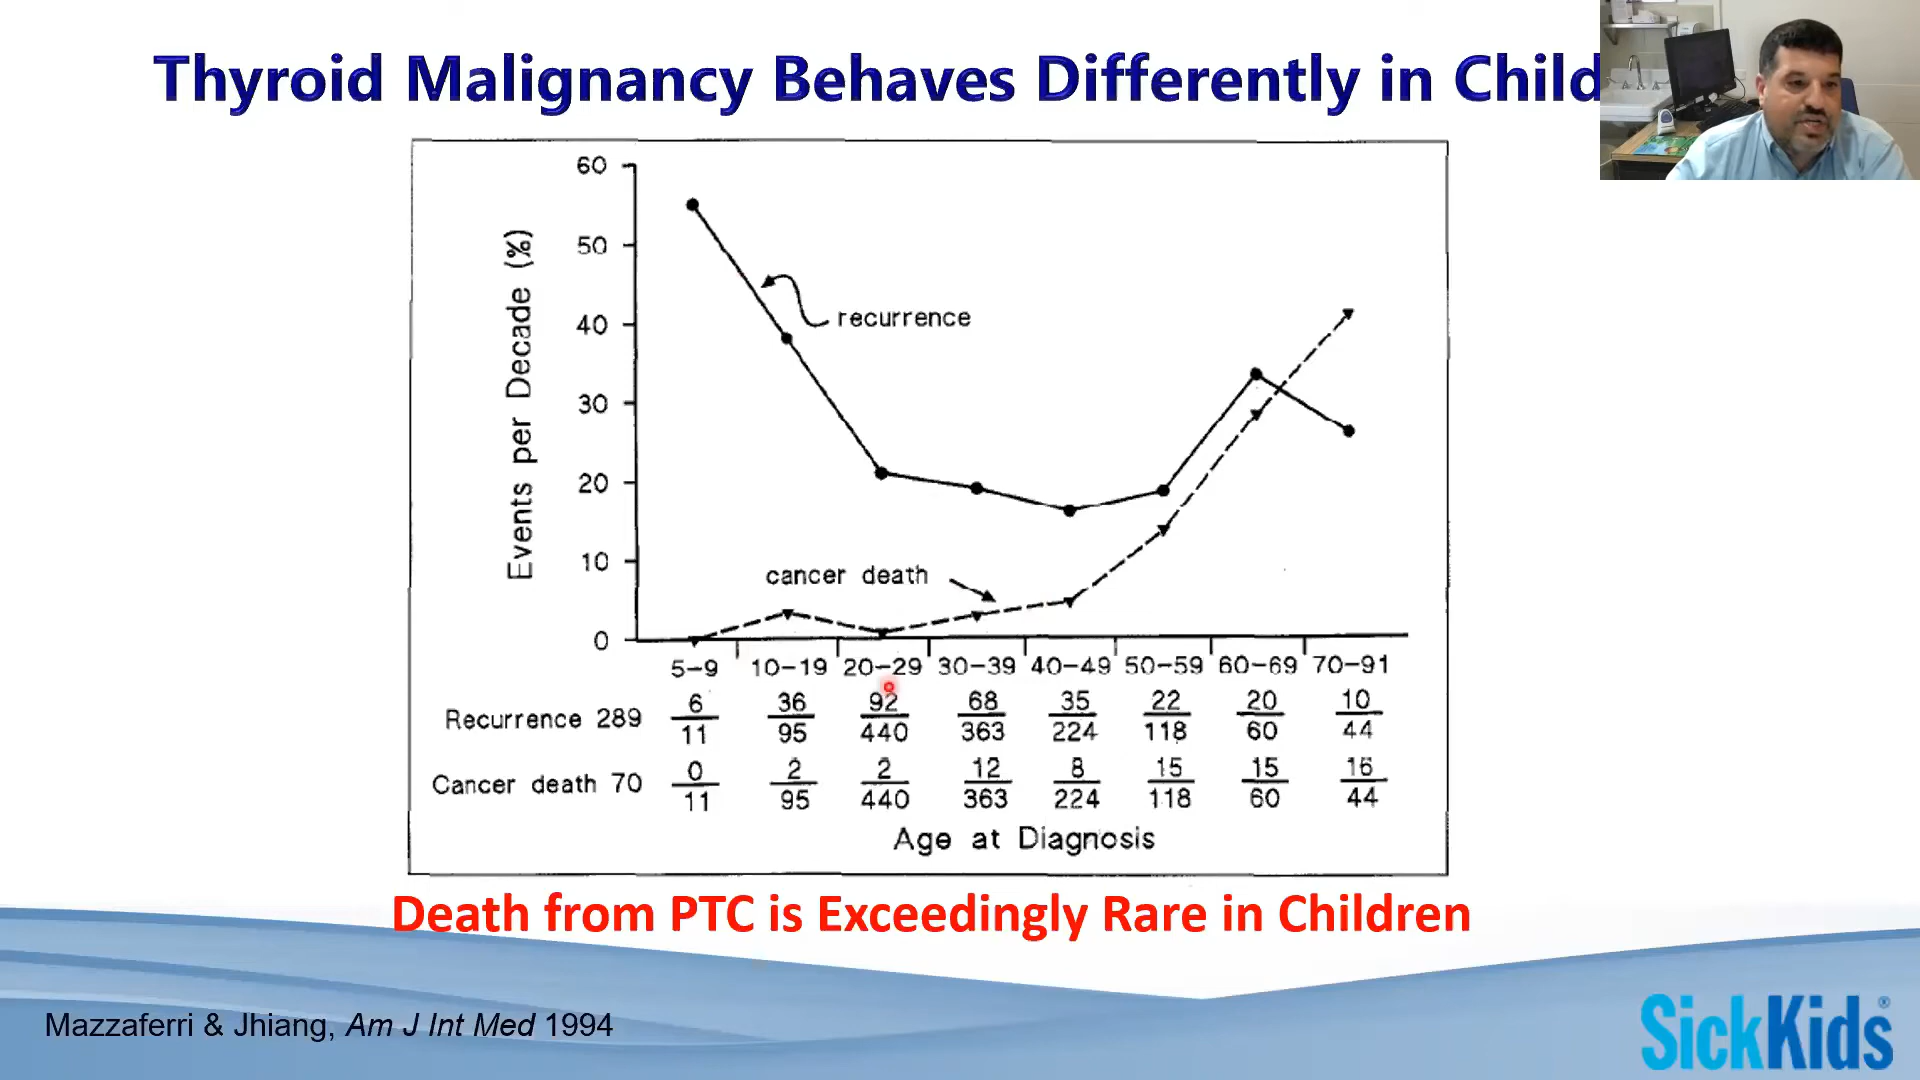 Thyroid Malignancy Behaves Differently in Child
60
50
40
30
20
10
0
Events per Decade (%)
recurrence
cancer death
5-9 10-19 20-29 30-39 40-49 50-59 60-69 70-91
Recurrence 289 6/11 36/95 92/440 68/363 35/224 22/118 20/60 10/44
Cancer death 70 0/11 2/95 2/440 12/363 8/224 15/118 15/60 16/44
Age at Diagnosis
Death from PTC is Exceedingly Rare in Children
Mazzaferri & Jhiang, Am J Int Med 1994
SickKids®